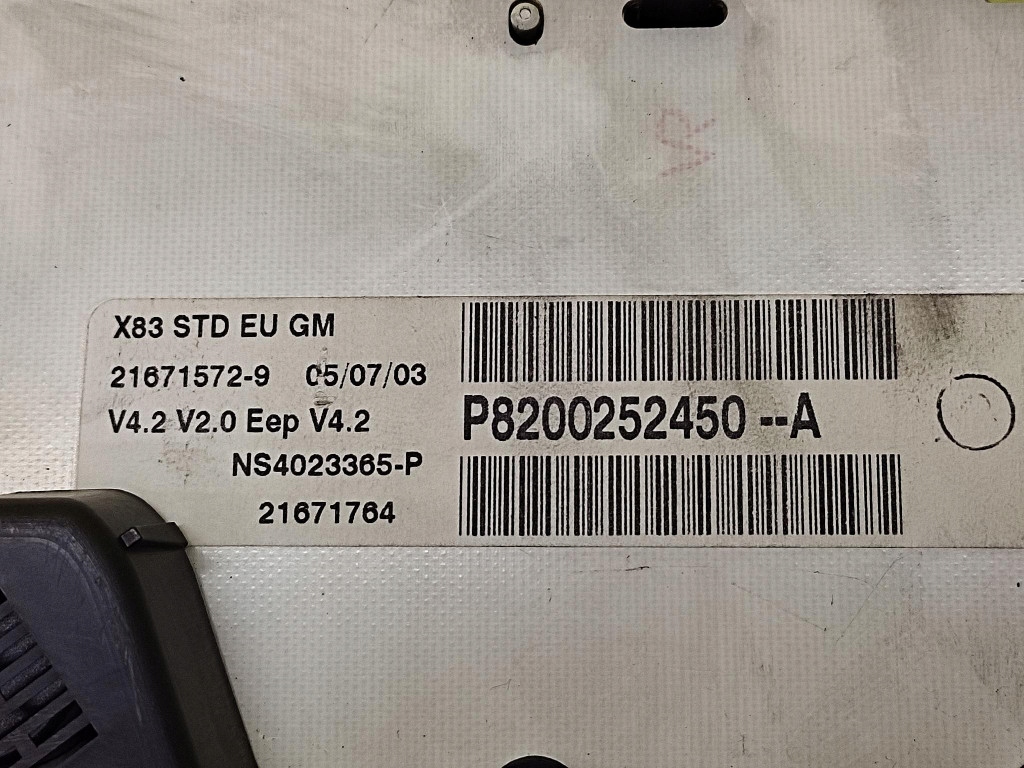 VR
X83 STD EU GM
21671572-9 05/07/03
V4.2 V2.0 Eep V4.2
P8200252450 --A
NS4023365-P
21671764